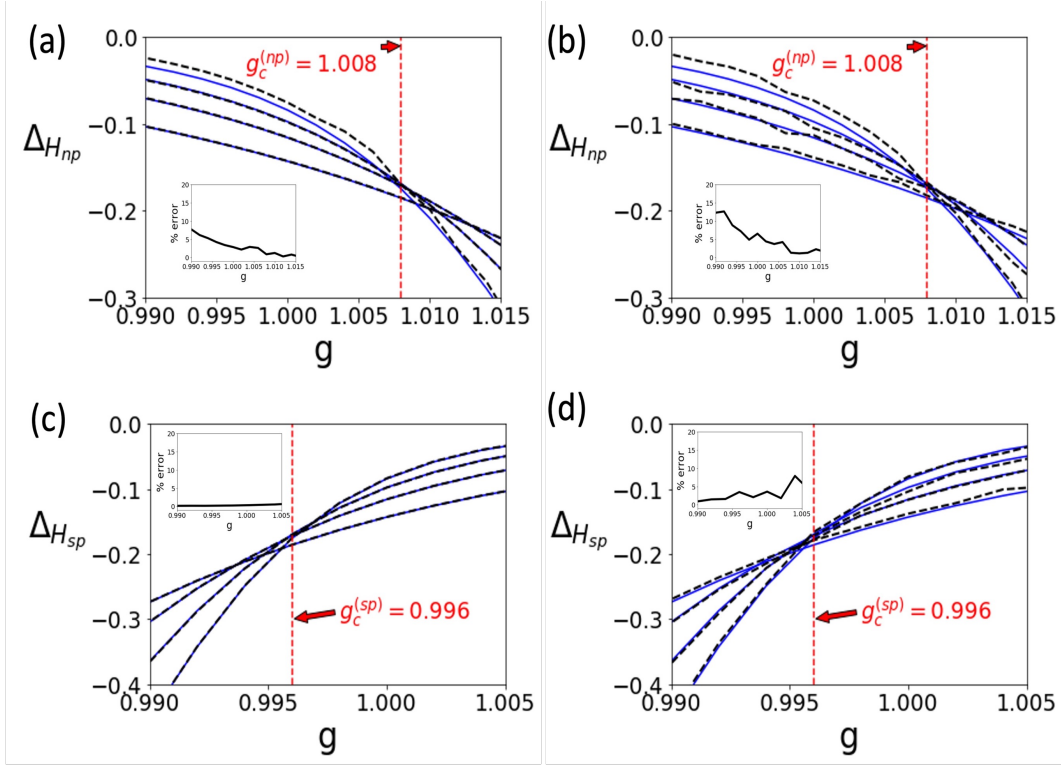 (a)
0.0
−0.1
−0.2
−0.3
Δ_{H_{np}}
g_c^{(np)} = 1.008
20
15
10
5
0
% error
0.990 0.995 1.000 1.005 1.010 1.015
g
0.990 0.995 1.000 1.005 1.010 1.015
g
(b)
0.0
−0.1
−0.2
−0.3
Δ_{H_{np}}
g_c^{(np)} = 1.008
20
15
10
5
0
% error
0.990 0.995 1.000 1.005 1.010 1.015
g
0.990 0.995 1.000 1.005 1.010 1.015
g
(c)
0.0
−0.1
−0.2
−0.3
−0.4
Δ_{H_{sp}}
20
15
10
5
0
% error
0.990 0.995 1.000 1.005
g
g_c^{(sp)} = 0.996
0.990 0.995 1.000 1.005
g
(d)
0.0
−0.1
−0.2
−0.3
−0.4
Δ_{H_{sp}}
20
15
10
5
0
% error
0.990 0.995 1.000 1.005
g
g_c^{(sp)} = 0.996
0.990 0.995 1.000 1.005
g